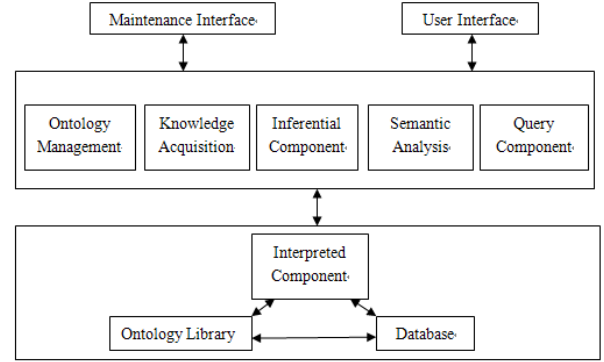 Maintenance Interface
User Interface
Ontology
Management
Knowledge
Acquisition
Inferential
Component
Semantic
Analysis
Query
Component
Interpreted
Component
Ontology Library
Database